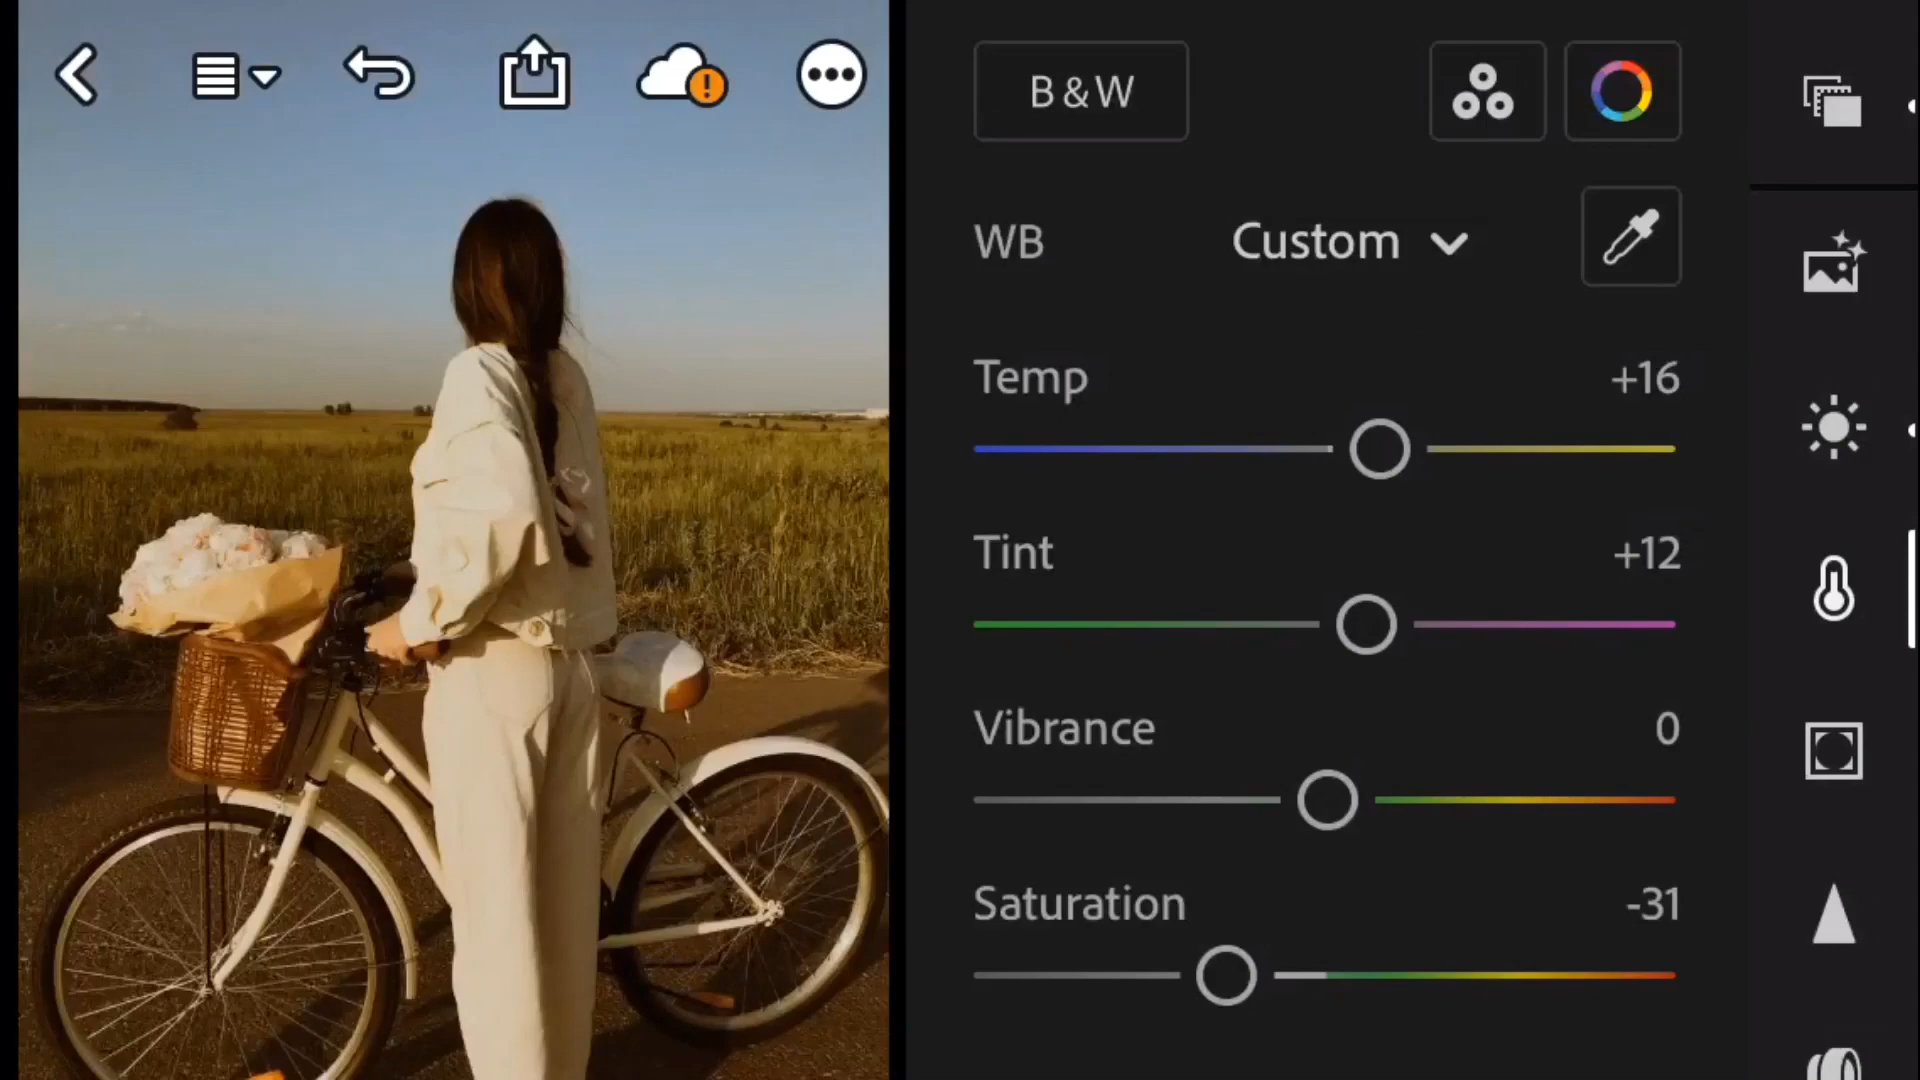 B&W
WB Custom
Temp +16
Tint +12
Vibrance 0
Saturation -31